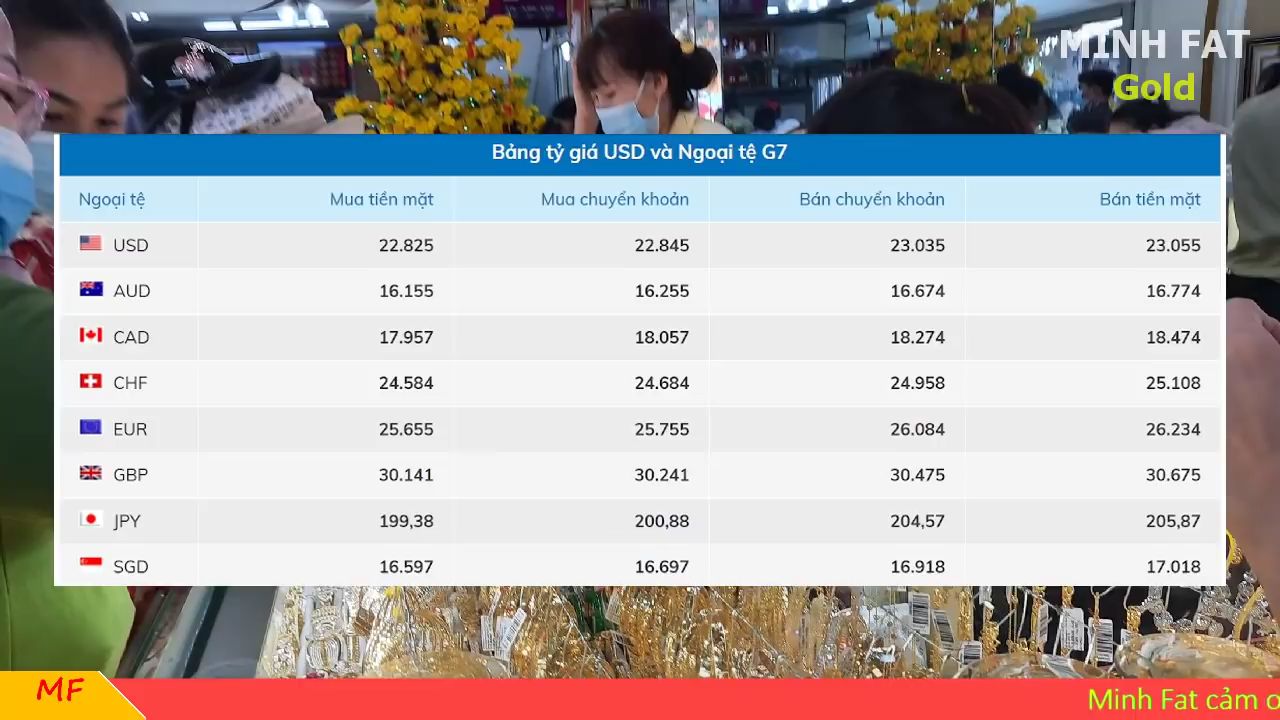 MINH FAT
Gold
Bảng tỷ giá USD và Ngoại tệ G7
Ngoại tệ Mua tiền mặt Mua chuyển khoản Bán chuyển khoản Bán tiền mặt
USD 22.825 22.845 23.035 23.055
AUD 16.155 16.255 16.674 16.774
CAD 17.957 18.057 18.274 18.474
CHF 24.584 24.684 24.958 25.108
EUR 25.655 25.755 26.084 26.234
GBP 30.141 30.241 30.475 30.675
JPY 199,38 200,88 204,57 205,87
SGD 16.597 16.697 16.918 17.018
MF Minh Fat cảm o